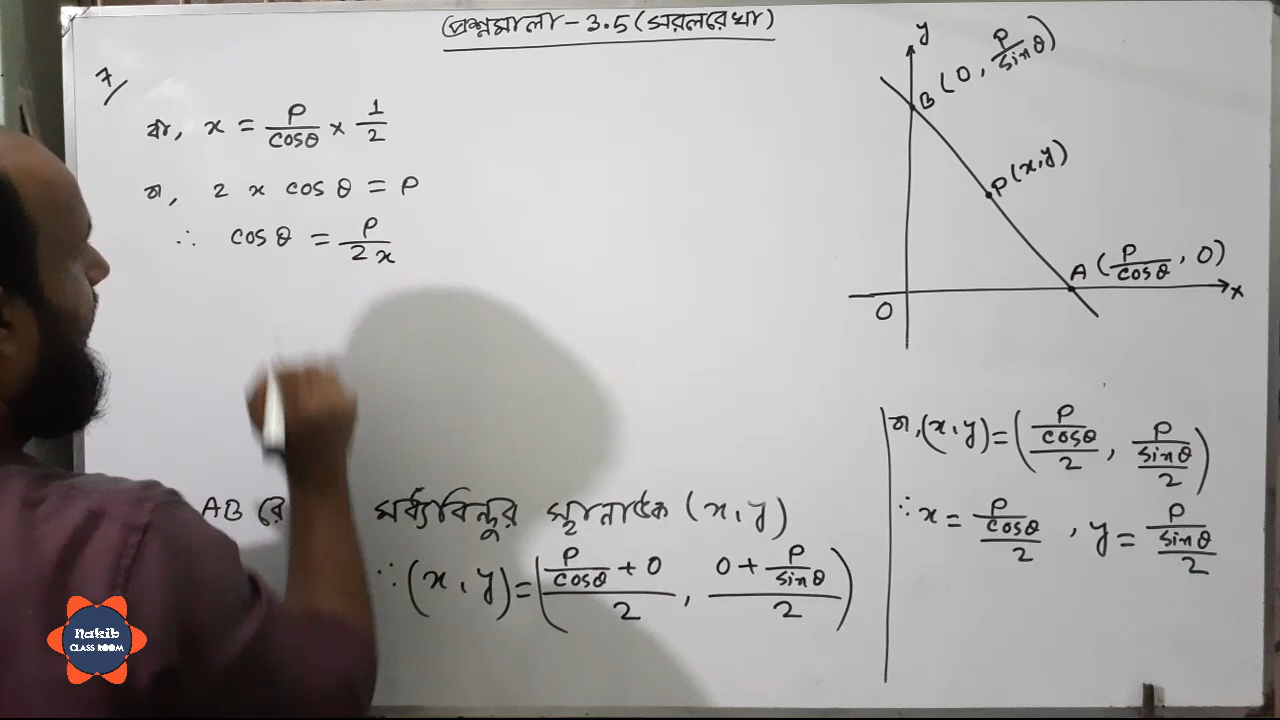 প্রশ্নমালা - 3.5 (সরলরেখা)
7/
বা, x = P/cosθ × 1/2
বা, 2 x cos θ = P
∴ cos θ = P/2x
AB রে
মধ্যবিন্দুর স্থানাঙ্ক (x, y)
∴ (x, y) = ((P/cosθ + 0)/2, (0 + P/sinθ)/2)
y
B (0, P/sinθ)
P (x, y)
A (P/cosθ, 0)
O
x
বা, (x, y) = ((P/cosθ)/2, (P/sinθ)/2)
∴ x = (P/cosθ)/2, y = (P/sinθ)/2
Nakib
CLASS ROOM